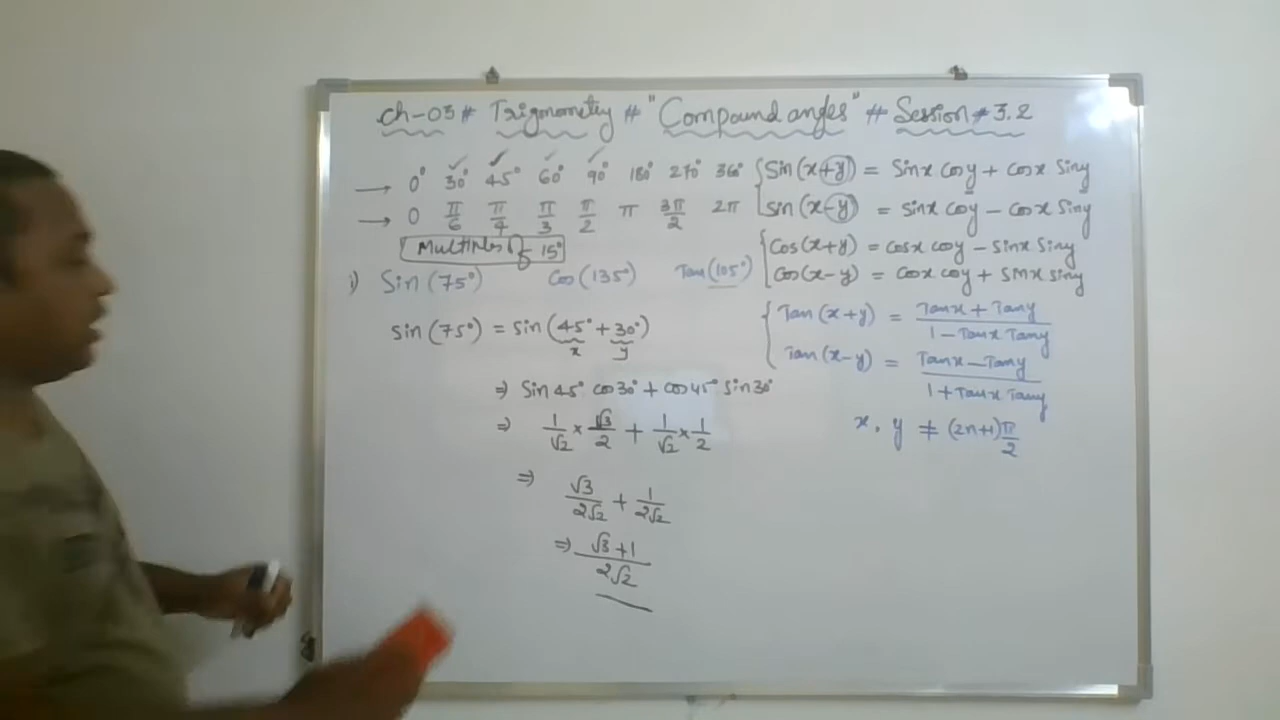 ch-03 # Trignometry # "Compound angles" # Session # 3.2
→ 0° 30° 45° 60° 90° 180° 270° 360°
→ 0 π/6 π/4 π/3 π/2 π 3π/2 2π
Multiples of 15°
1) Sin (75°) Cos (135°) Tan (105°)
sin (75°) = sin (45° + 30°)
x y
⇒ Sin 45° cos 30° + cos 45° sin 30°
⇒ 1/√2 × √3/2 + 1/√2 × 1/2
⇒ √3/2√2 + 1/2√2
⇒ √3 + 1/2√2
Sin (x+y) = Sinx cosy + cosx siny
sin (x-y) = sinx cosy - cosx siny
Cos (x+y) = cosx cosy - sinx siny
Cos (x-y) = cosx cosy + sinx siny
Tan (x+y) = Tanx + Tany/1 - Tanx Tany
Tan (x-y) = Tanx - Tany/1 + Tanx Tany
x, y ≠ (2n+1) π/2